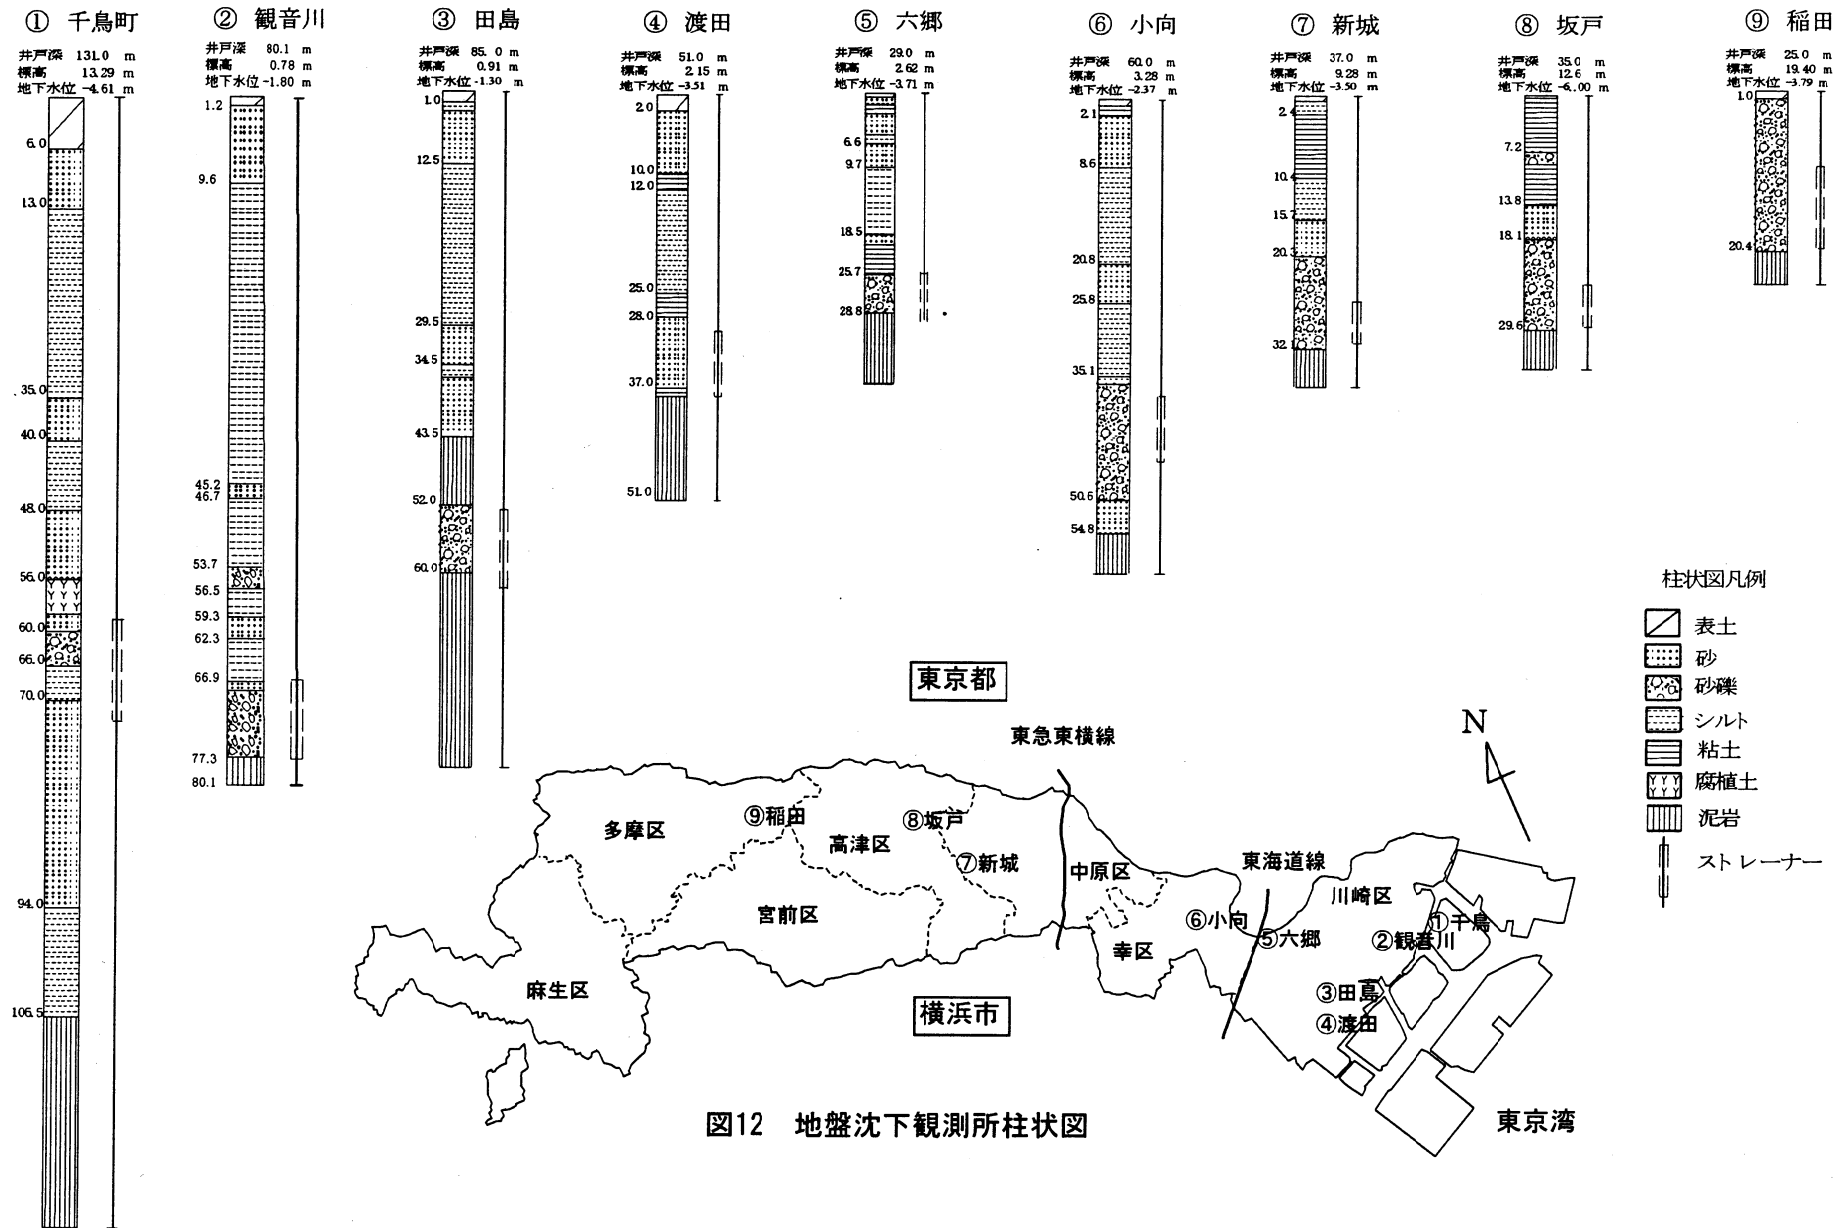 ① 千鳥町
井戸深 131.0 m
標高 13.29 m
地下水位 -4.61 m
6.0
13.0
35.0
40.0
48.0
56.0
60.0
66.0
70.0
94.0
106.5
② 観音川
井戸深 80.1 m
標高 0.78 m
地下水位 -1.80 m
1.2
9.6
45.2
46.7
53.7
56.5
59.3
62.3
66.9
77.3
80.1
③ 田島
井戸深 85.0 m
標高 0.91 m
地下水位 -1.30 m
1.0
12.5
29.5
34.5
43.5
52.0
60.0
④ 渡田
井戸深 51.0 m
標高 2.15 m
地下水位 -3.51 m
2.0
10.0
12.0
25.0
28.0
37.0
51.0
⑤ 六郷
井戸深 29.0 m
標高 2.62 m
地下水位 -3.71 m
6.6
9.7
18.5
25.7
28.8
⑥ 小向
井戸深 60.0 m
標高 3.28 m
地下水位 -2.37 m
2.1
8.6
20.8
25.8
35.1
50.6
54.8
⑦ 新城
井戸深 37.0 m
標高 9.28 m
地下水位 -3.50 m
2.4
10.4
15.7
20.3
32.1
⑧ 坂戸
井戸深 35.0 m
標高 12.6 m
地下水位 -6.00 m
7.2
13.8
18.1
29.6
⑨ 稲田
井戸深 25.0 m
標高 19.40 m
地下水位 -3.79 m
1.0
20.4
柱状図凡例
表土
砂
砂礫
シルト
粘土
腐植土
泥岩
ストレーナー
東京都
東急東横線
N
多摩区
⑨稲田
高津区
⑧坂戸
⑦新城
中原区
東海道線
川崎区
宮前区
⑥小向
⑤六郷
①千鳥
②観音川
幸区
麻生区
③田島
④渡田
横浜市
東京湾
図12 地盤沈下観測所柱状図